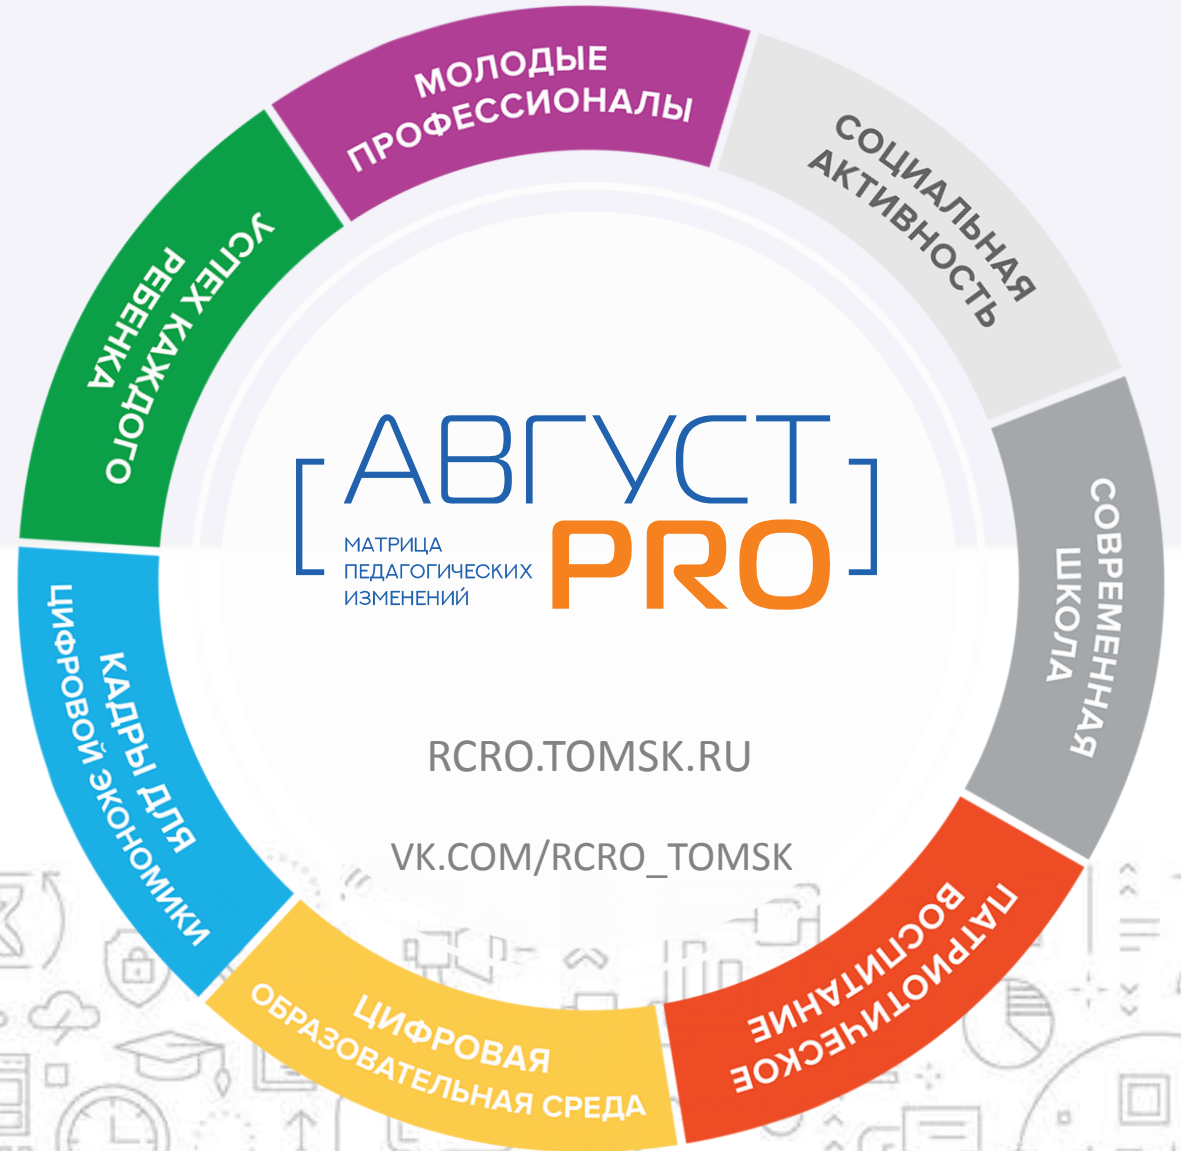 МОЛОДЫЕ
ПРОФЕССИОНАЛЫ
СОЦИАЛЬНАЯ
АКТИВНОСТЬ
СОВРЕМЕННАЯ
ШКОЛА
ПАТРИОТИЧЕСКОЕ
ВОСПИТАНИЕ
ЦИФРОВАЯ
ОБРАЗОВАТЕЛЬНАЯ СРЕДА
КАДРЫ ДЛЯ
ЦИФРОВОЙ ЭКОНОМИКИ
УСПЕХ КАЖДОГО
РЕБЕНКА
[АВГУСТ
PRO]
МАТРИЦА
ПЕДАГОГИЧЕСКИХ
ИЗМЕНЕНИЙ
RCRO.TOMSK.RU
VK.COM/RCRO_TOMSK